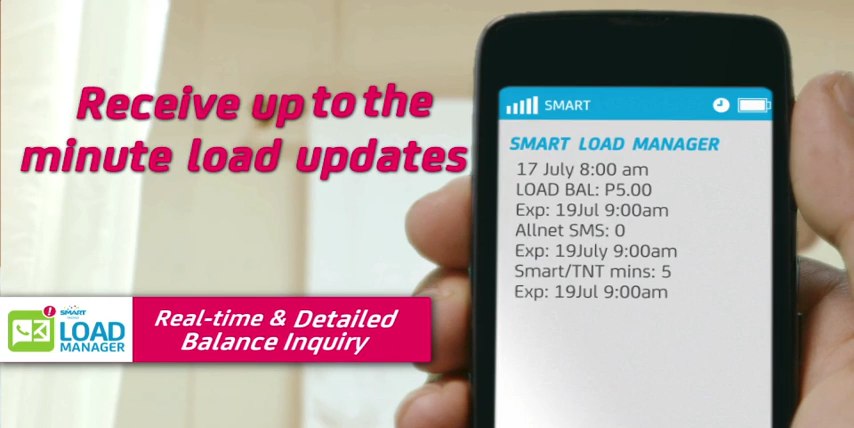 Receive up to the
minute load updates
SMART
SMART LOAD MANAGER
17 July 8:00 am
LOAD BAL: P5.00
Exp: 19Jul 9:00am
Allnet SMS: 0
Exp: 19July 9:00am
Smart/TNT mins: 5
Exp: 19Jul 9:00am
SMART
LOAD
MANAGER
Real-time & Detailed
Balance Inquiry